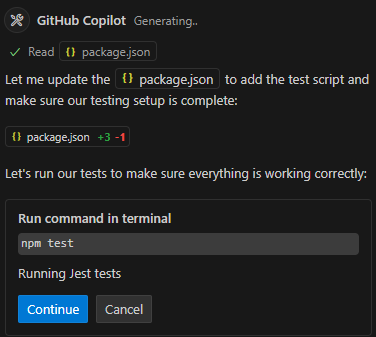 GitHub Copilot Generating..
Read {} package.json
Let me update the {} package.json to add the test script and
make sure our testing setup is complete:
{} package.json +3 -1
Let's run our tests to make sure everything is working correctly:
Run command in terminal
npm test
Running Jest tests
Continue Cancel